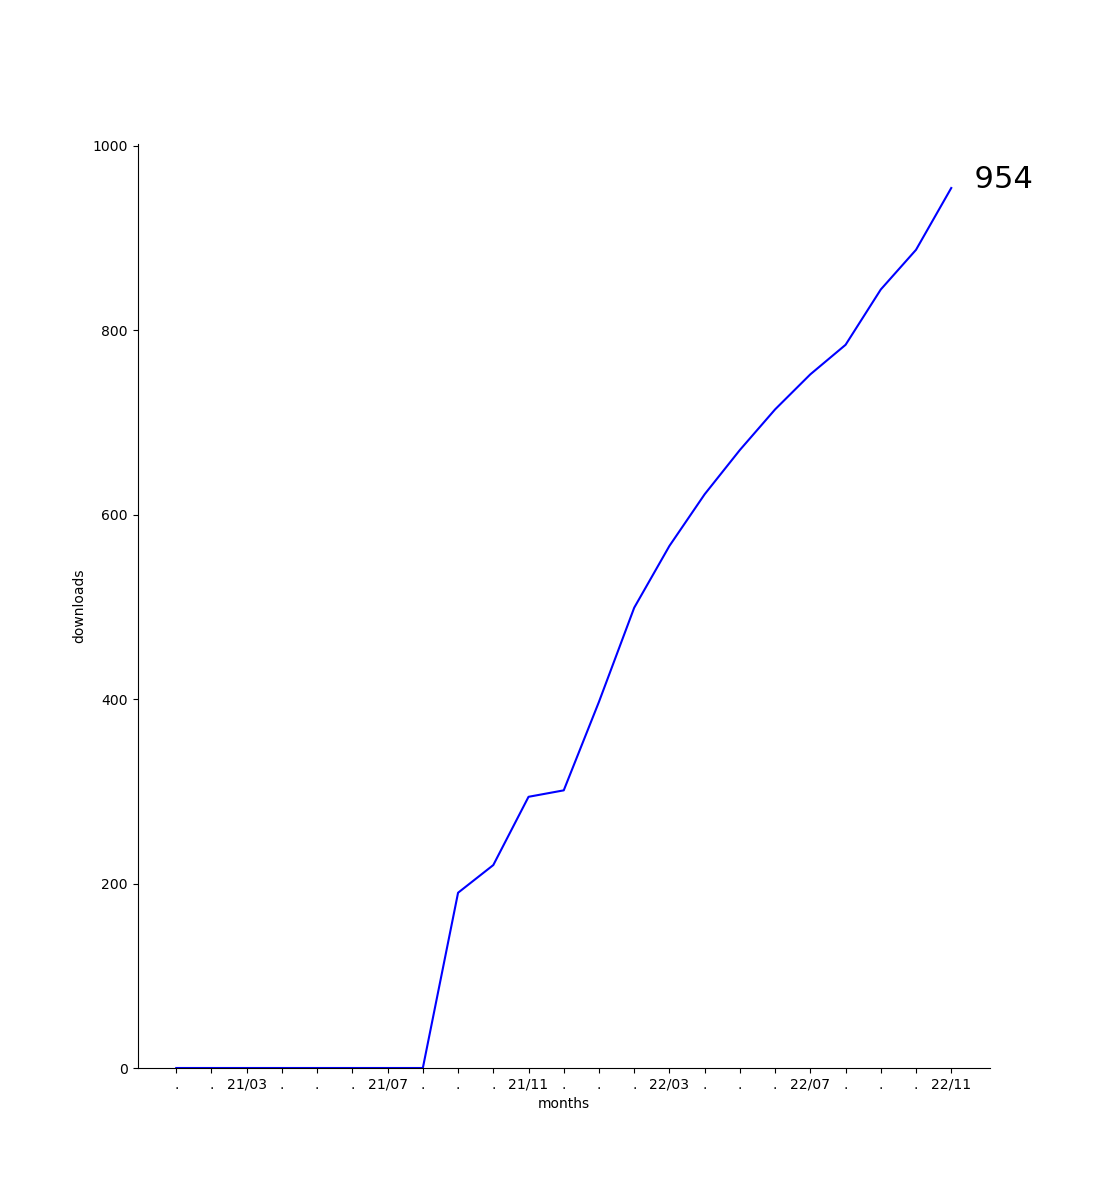 1000
954
800
600
downloads
400
200
0
. . 21/03 . . . 21/07 . . . 21/11 . . . 22/03 . . . 22/07 . . . 22/11
months